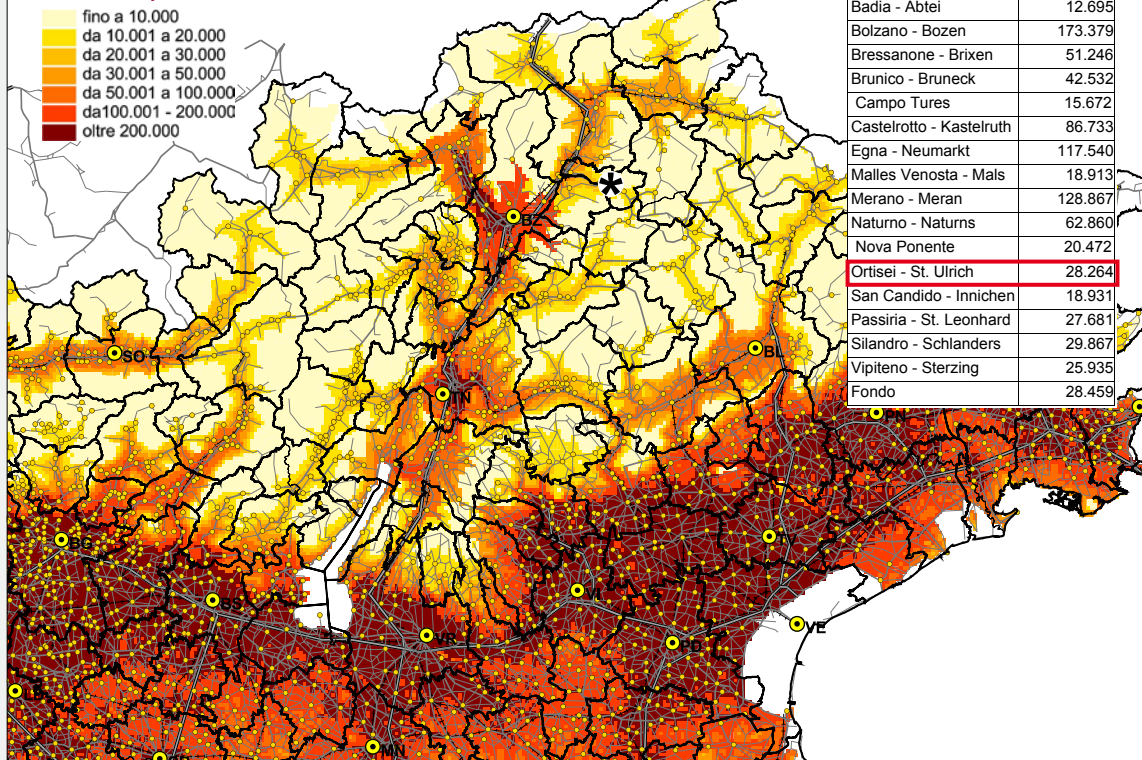 fino a 10.000
da 10.001 a 20.000
da 20.001 a 30.000
da 30.001 a 50.000
da 50.001 a 100.000
da100.001 - 200.000
oltre 200.000
Badia - Abtei 12.695
Bolzano - Bozen 173.379
Bressanone - Brixen 51.246
Brunico - Bruneck 42.532
Campo Tures 15.672
Castelrotto - Kastelruth 86.733
Egna - Neumarkt 117.540
Malles Venosta - Mals 18.913
Merano - Meran 128.867
Naturno - Naturns 62.860
Nova Ponente 20.472
Ortisei - St. Ulrich 28.264
San Candido - Innichen 18.931
Passiria - St. Leonhard 27.681
Silandro - Schlanders 29.867
Vipiteno - Sterzing 25.935
Fondo 28.459
*
BZ
SO
BL
TN
PN
BG
TV
BS
VI
VE
VR
PD
MN